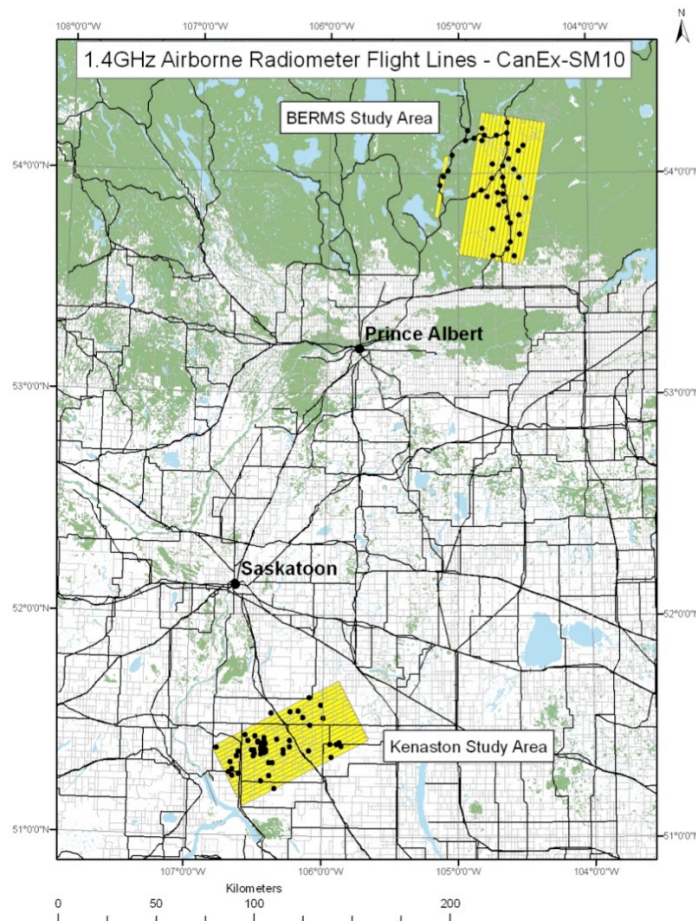 108°0'0"W 107°0'0"W 106°0'0"W 105°0'0"W 104°0'0"W
N
1.4GHz Airborne Radiometer Flight Lines - CanEx-SM10
BERMS Study Area
54°0'0"N 54°0'0"N
Prince Albert
53°0'0"N 53°0'0"N
Saskatoon
52°0'0"N 52°0'0"N
Kenaston Study Area
51°0'0"N 51°0'0"N
107°0'0"W 106°0'0"W 105°0'0"W 104°0'0"W
Kilometers
0 50 100 150 200